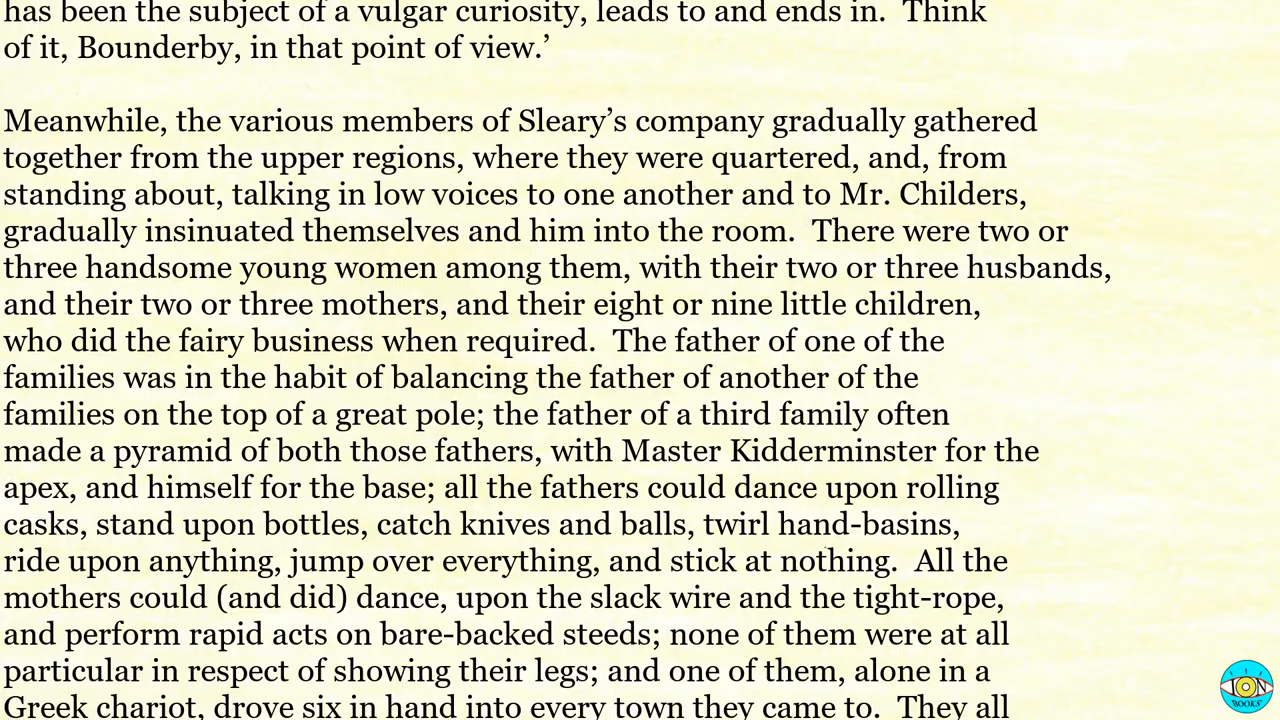 has been the subject of a vulgar curiosity, leads to and ends in.  Think
of it, Bounderby, in that point of view.’

Meanwhile, the various members of Sleary’s company gradually gathered
together from the upper regions, where they were quartered, and, from
standing about, talking in low voices to one another and to Mr. Childers,
gradually insinuated themselves and him into the room.  There were two or
three handsome young women among them, with their two or three husbands,
and their two or three mothers, and their eight or nine little children,
who did the fairy business when required.  The father of one of the
families was in the habit of balancing the father of another of the
families on the top of a great pole; the father of a third family often
made a pyramid of both those fathers, with Master Kidderminster for the
apex, and himself for the base; all the fathers could dance upon rolling
casks, stand upon bottles, catch knives and balls, twirl hand-basins,
ride upon anything, jump over everything, and stick at nothing.  All the
mothers could (and did) dance, upon the slack wire and the tight-rope,
and perform rapid acts on bare-backed steeds; none of them were at all
particular in respect of showing their legs; and one of them, alone in a
Greek chariot, drove six in hand into every town they came to.  They all
ION
BOOKS